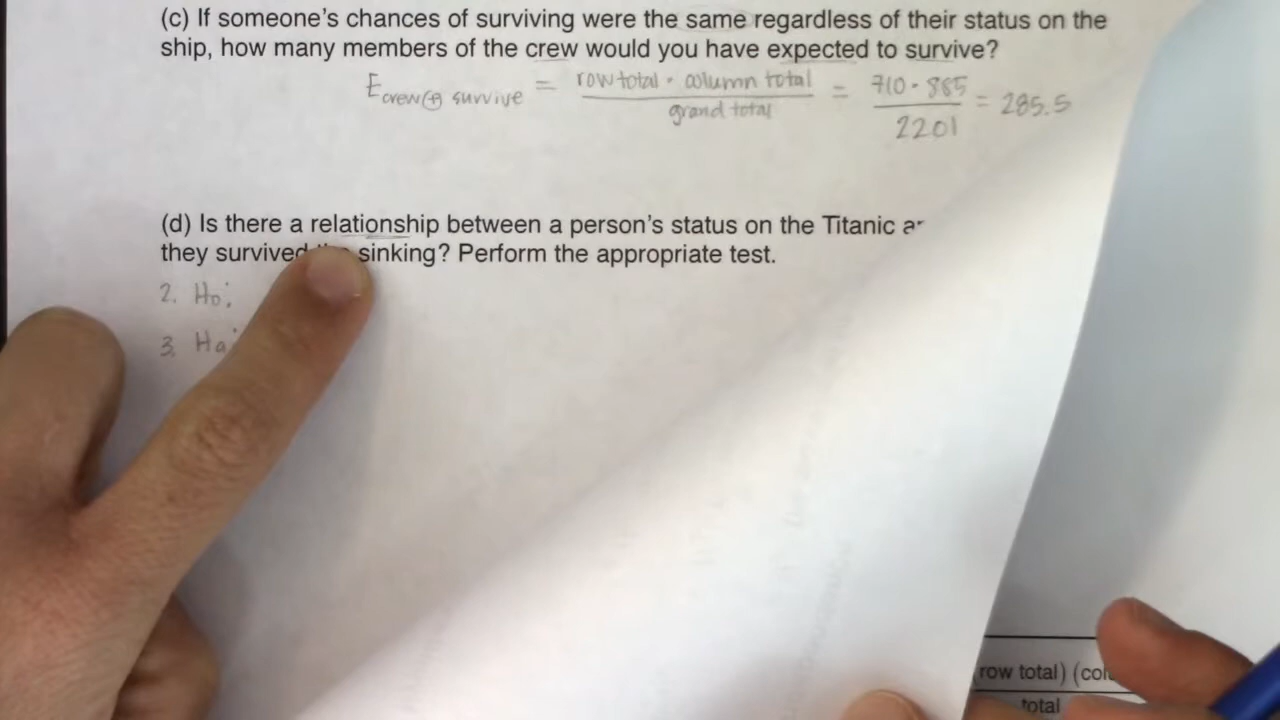 (c) If someone's chances of surviving were the same regardless of their status on the
ship, how many members of the crew would you have expected to survive?
E crew survive = row total · column total / grand total = 710 · 885 / 2201 = 285.5
(d) Is there a relationship between a person's status on the Titanic
they survived sinking? Perform the appropriate test.
2. Ho:
3. Ha:
row total) (col
total